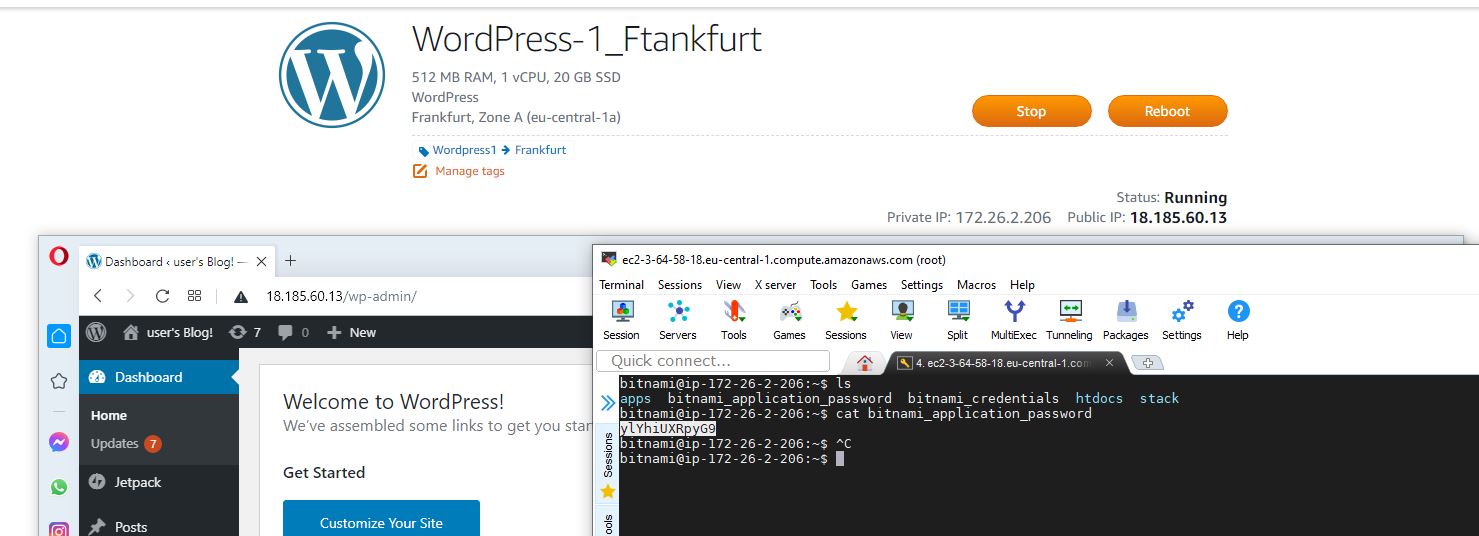 WordPress-1_Ftankfurt
512 MB RAM, 1 vCPU, 20 GB SSD
WordPress
Frankfurt, Zone A (eu-central-1a)
Stop
Reboot
Wordpress1 → Frankfurt
Manage tags
Status: Running
Private IP: 172.26.2.206 Public IP: 18.185.60.13
Dashboard ‹ user's Blog! —
18.185.60.13/wp-admin/
user's Blog! 7 0 New
Dashboard
Home
Updates 7
Jetpack
Posts
Welcome to WordPress!
We've assembled some links to get you star
Get Started
Customize Your Site
ec2-3-64-58-18.eu-central-1.compute.amazonaws.com (root)
Terminal Sessions View X server Tools Games Settings Macros Help
Session Servers Tools Games Sessions View Split MultiExec Tunneling Packages Settings Help
Quick connect...
4. ec2-3-64-58-18.eu-central-1.com
Sessions
ools
bitnami@ip-172-26-2-206:~$ ls
apps bitnami_application_password bitnami_credentials htdocs stack
bitnami@ip-172-26-2-206:~$ cat bitnami_application_password
ylYhiUXRpyG9
bitnami@ip-172-26-2-206:~$ ^C
bitnami@ip-172-26-2-206:~$